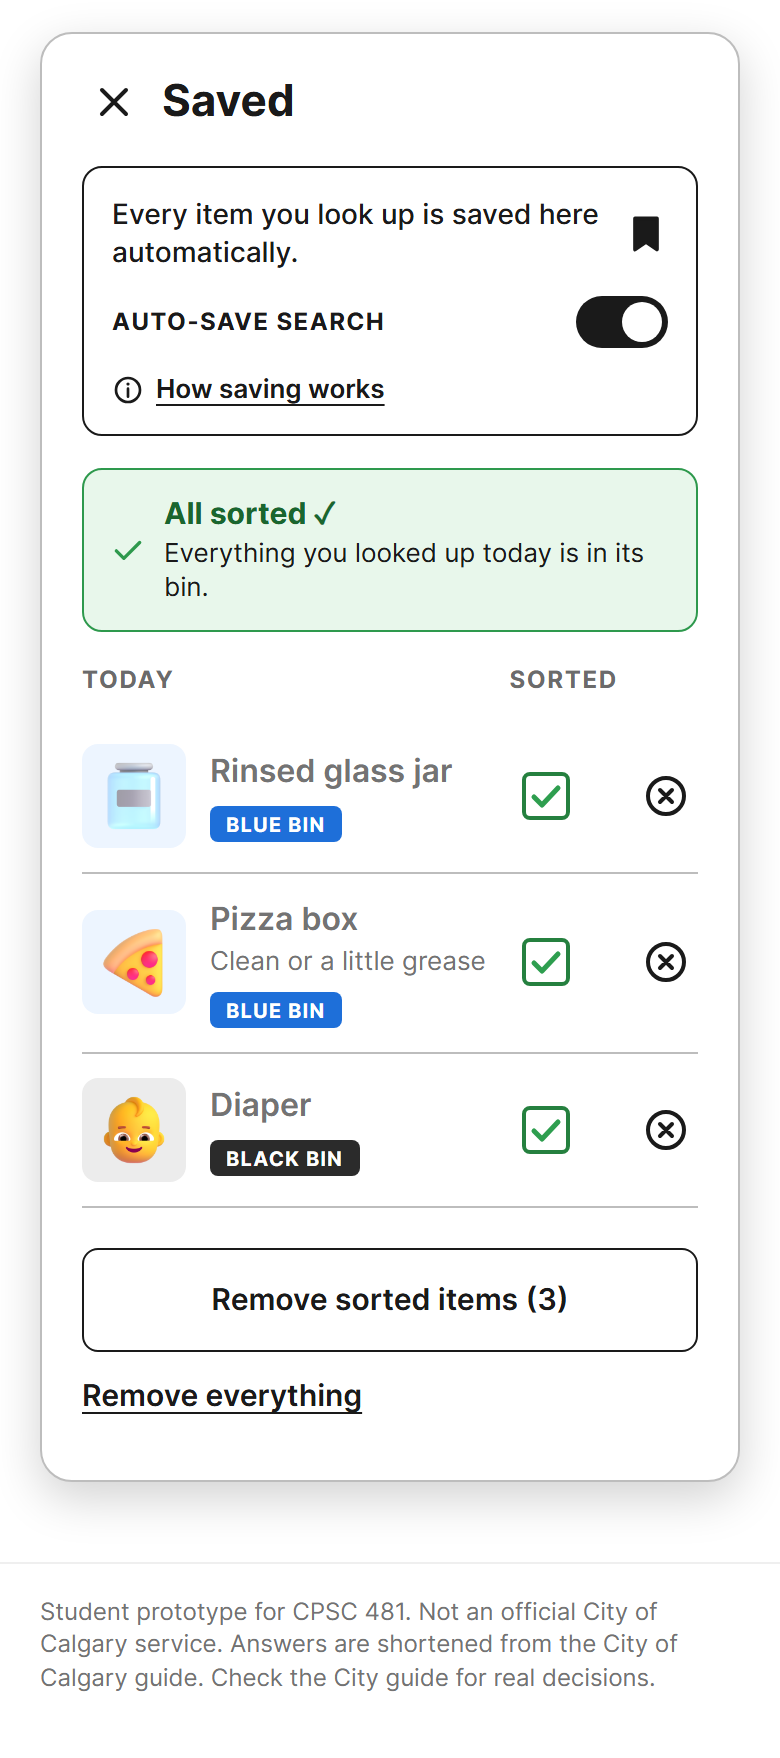 Saved
Every item you look up is saved here
automatically.
AUTO-SAVE SEARCH
How saving works
All sorted ✓
Everything you looked up today is in its
bin.
TODAY SORTED
Rinsed glass jar
BLUE BIN
Pizza box
Clean or a little grease
BLUE BIN
Diaper
BLACK BIN
Remove sorted items (3)
Remove everything
Student prototype for CPSC 481. Not an official City of
Calgary service. Answers are shortened from the City of
Calgary guide. Check the City guide for real decisions.